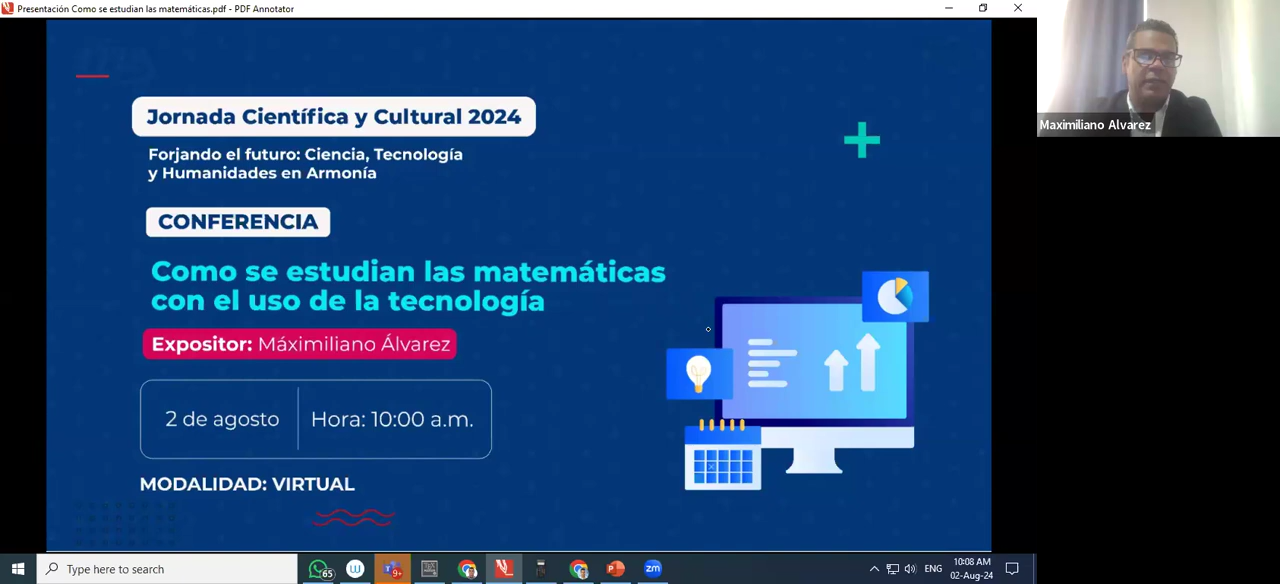 Presentación Como se estudian las matemáticas.pdf - PDF Annotator
Maximiliano Alvarez
Jornada Científica y Cultural 2024
Forjando el futuro: Ciencia, Tecnología
y Humanidades en Armonía
CONFERENCIA
Como se estudian las matemáticas
con el uso de la tecnología
Expositor: Máximiliano Álvarez
2 de agosto
Hora: 10:00 a.m.
MODALIDAD: VIRTUAL
Type here to search
65
9+
zm
ENG
10:08 AM
02-Aug-24